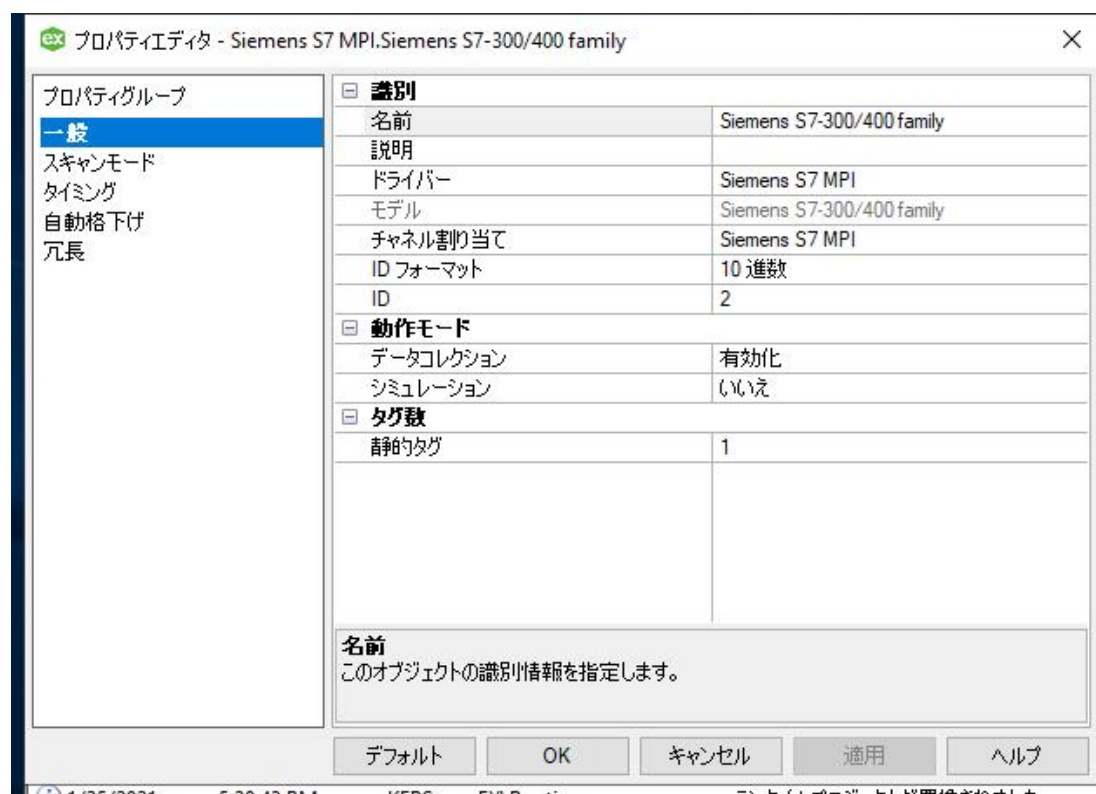 プロパティエディタ - Siemens S7 MPI.Siemens S7-300/400 family
プロパティグループ
一般
スキャンモード
タイミング
自動格下げ
冗長
識別
名前 Siemens S7-300/400 family
説明
ドライバー Siemens S7 MPI
モデル Siemens S7-300/400 family
チャネル割り当て Siemens S7 MPI
ID フォーマット 10 進数
ID 2
動作モード
データコレクション 有効化
シミュレーション いいえ
タグ数
静的タグ 1
名前
このオブジェクトの識別情報を指定します。
デフォルト OK キャンセル 適用 ヘルプ